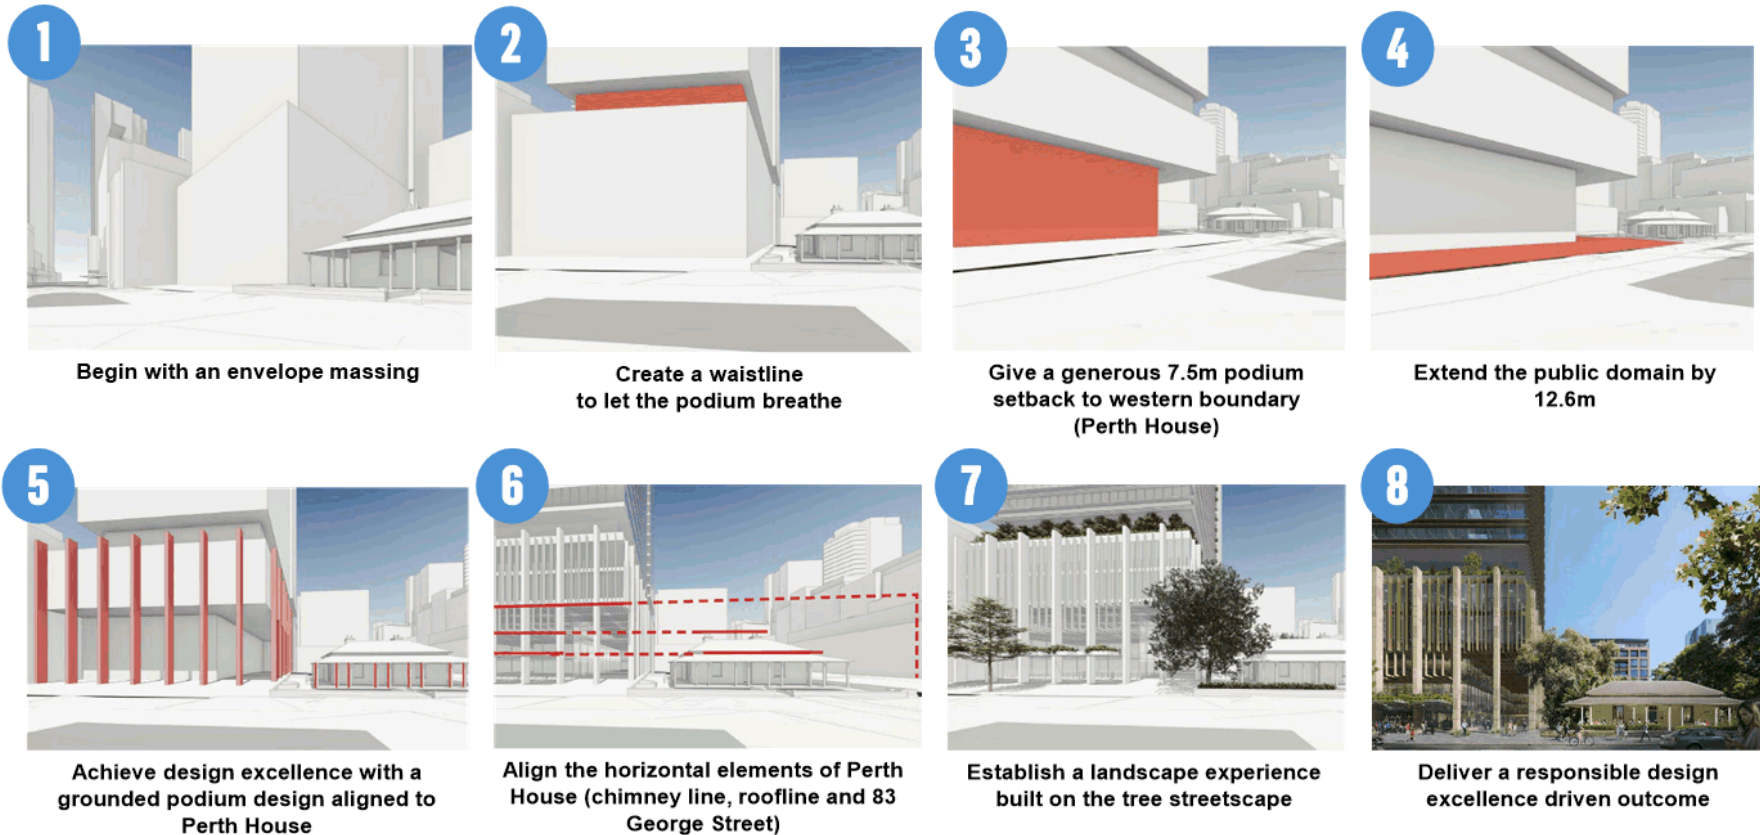 1
Begin with an envelope massing
2
Create a waistline
to let the podium breathe
3
Give a generous 7.5m podium
setback to western boundary
(Perth House)
4
Extend the public domain by
12.6m
5
Achieve design excellence with a
grounded podium design aligned to
Perth House
6
Align the horizontal elements of Perth
House (chimney line, roofline and 83
George Street)
7
Establish a landscape experience
built on the tree streetscape
8
Deliver a responsible design
excellence driven outcome